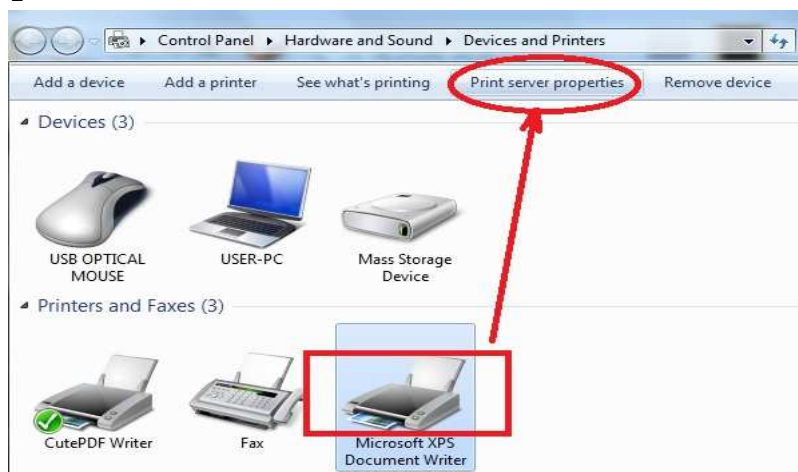 Control Panel Hardware and Sound Devices and Printers
Add a device Add a printer See what's printing Print server properties Remove device
Devices (3)
USB OPTICAL
MOUSE
USER-PC
Mass Storage
Device
Printers and Faxes (3)
CutePDF Writer
Fax
Microsoft XPS
Document Writer